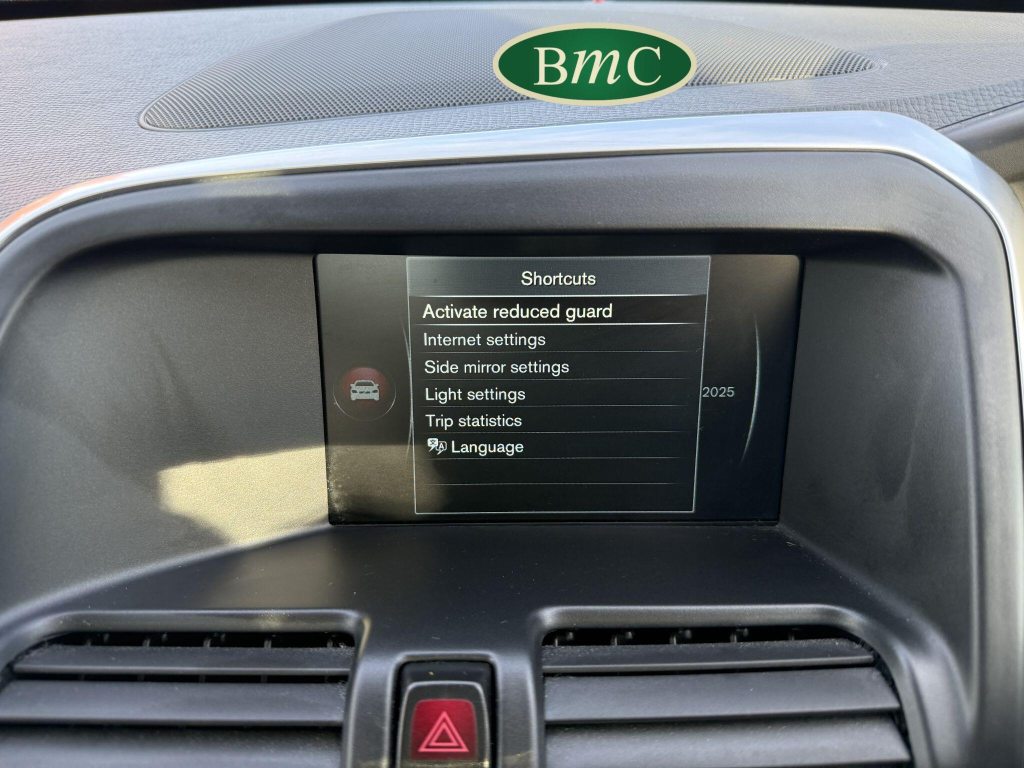 BmC
Shortcuts
Activate reduced guard
Internet settings
Side mirror settings
Light settings
2025
Trip statistics
Language